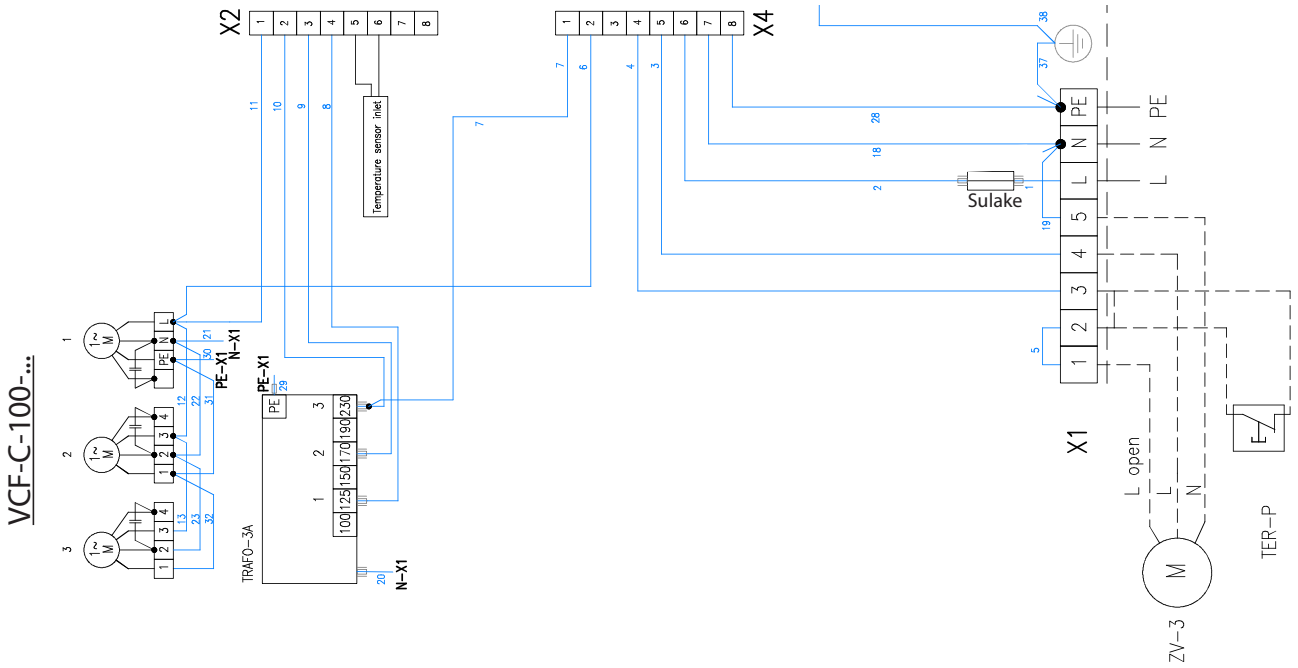 VCF-C-100-...
X2
1 2 3 4 5 6 7 8
11
10
9
8
Temperature sensor inlet
X4
1 2 3 4 5 6 7 8
7
6
4
3
7
28
18
2
1
Sulake
38
37
PE
N
L
5
4
3
2
1
PE
N
L
19
5
X1
1
1~
M
L
N
PE
21
30
N-X1
PE-X1
12
22
31
2
1~
M
4
3
2
1
13
23
32
3
1~
M
4
3
2
1
TRAFO-3A
PE
PE-X1
29
3
2
1
230
190
170
150
125
100
20
N-X1
L open
L
N
M
ZV-3
TER-P